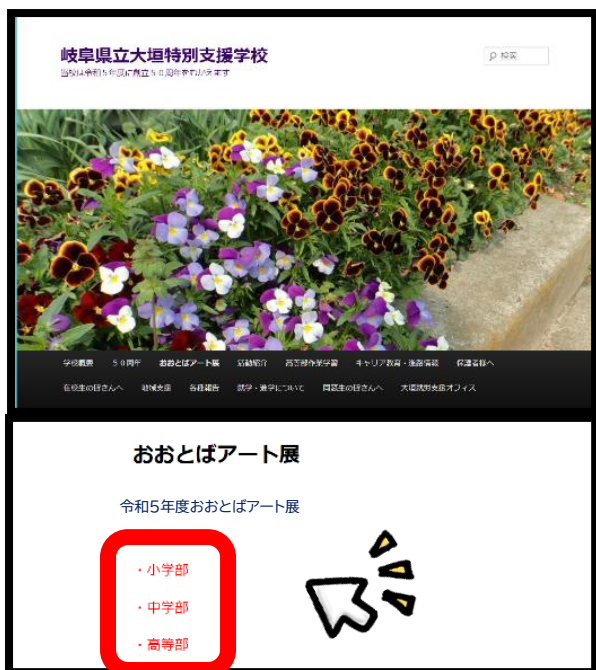 岐阜県立大垣特別支援学校
当校は令和5年度に創立50周年をむかえます
検索
学校概要 50周年 おおとばアート展 活動紹介 高等部作業学習 キャリア教育・進路情報 保護者様へ
在校生の皆さんへ 地域支援 各種報告 就学・進学について 同窓生の皆さんへ 大垣就労支援オフィス
おおとばアート展
令和5年度おおとばアート展
・小学部
・中学部
・高等部